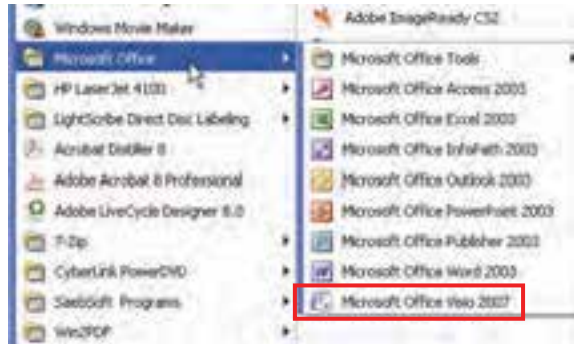 Windows Movie Maker
Microsoft Office
HP LaserJet 4100
LightScribe Direct Disc Labeling
Acrobat Distiller 8
Adobe Acrobat 8 Professional
Adobe LiveCycle Designer 8.0
7-Zip
CyberLink PowerDVD
Programs
Win2PDF
Adobe ImageReady CS2
Microsoft Office Tools
Microsoft Office Access 2003
Microsoft Office Excel 2003
Microsoft Office InfoPath 2003
Microsoft Office Outlook 2003
Microsoft Office PowerPoint 2003
Microsoft Office Publisher 2003
Microsoft Office Word 2003
Microsoft Office Visio 2007